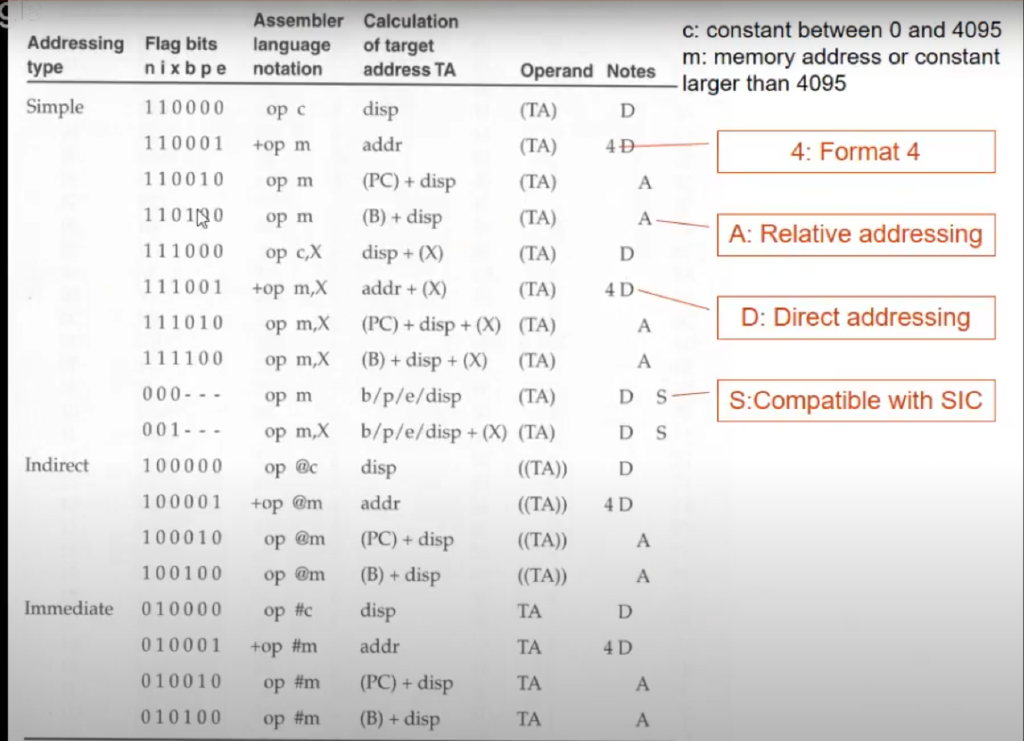 Addressing type Flag bits n i x b p e Assembler language notation Calculation of target address TA Operand Notes
c: constant between 0 and 4095
m: memory address or constant
larger than 4095
Simple 110000 op c disp (TA) D
110001 +op m addr (TA) 4 D
4: Format 4
110010 op m (PC) + disp (TA) A
110100 op m (B) + disp (TA) A
A: Relative addressing
111000 op c,X disp + (X) (TA) D
111001 +op m,X addr + (X) (TA) 4 D
D: Direct addressing
111010 op m,X (PC) + disp + (X) (TA) A
111100 op m,X (B) + disp + (X) (TA) A
000- - - op m b/p/e/disp (TA) D S
S:Compatible with SIC
001- - - op m,X b/p/e/disp + (X) (TA) D S
Indirect 100000 op @c disp ((TA)) D
100001 +op @m addr ((TA)) 4 D
100010 op @m (PC) + disp ((TA)) A
100100 op @m (B) + disp ((TA)) A
Immediate 010000 op #c disp TA D
010001 +op #m addr TA 4 D
010010 op #m (PC) + disp TA A
010100 op #m (B) + disp TA A